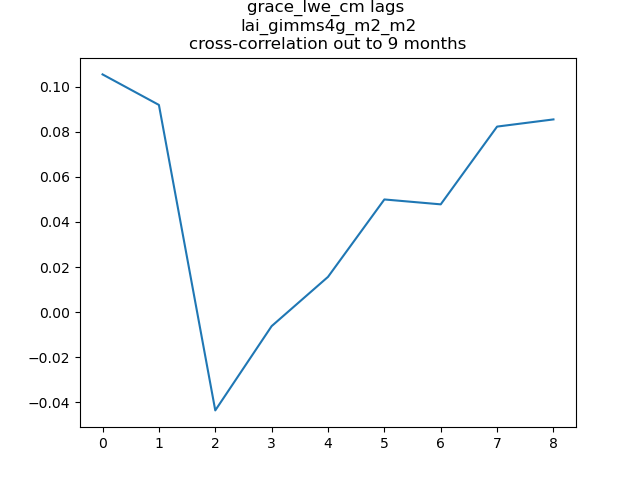 grace_lwe_cm lags
lai_gimms4g_m2_m2
cross-correlation out to 9 months
0.10
0.08
0.06
0.04
0.02
0.00
−0.02
−0.04
0 1 2 3 4 5 6 7 8